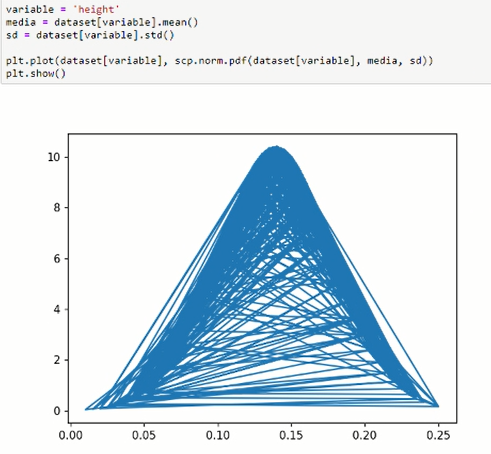 variable = 'height'
media = dataset[variable].mean()
sd = dataset[variable].std()
plt.plot(dataset[variable], scp.norm.pdf(dataset[variable], media, sd))
plt.show()
10
8
6
4
2
0
0.00 0.05 0.10 0.15 0.20 0.25